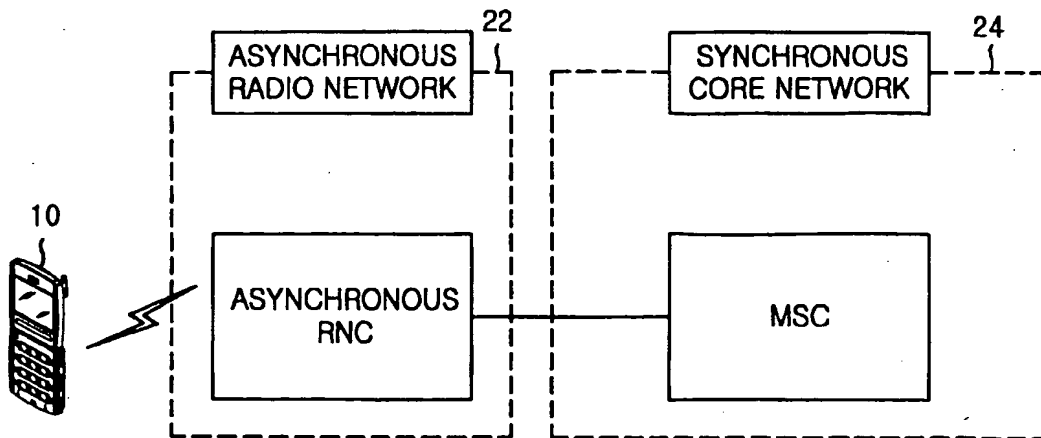 ASYNCHRONOUS
RADIO NETWORK
22
SYNCHRONOUS
CORE NETWORK
24
10
ASYNCHRONOUS
RNC
MSC